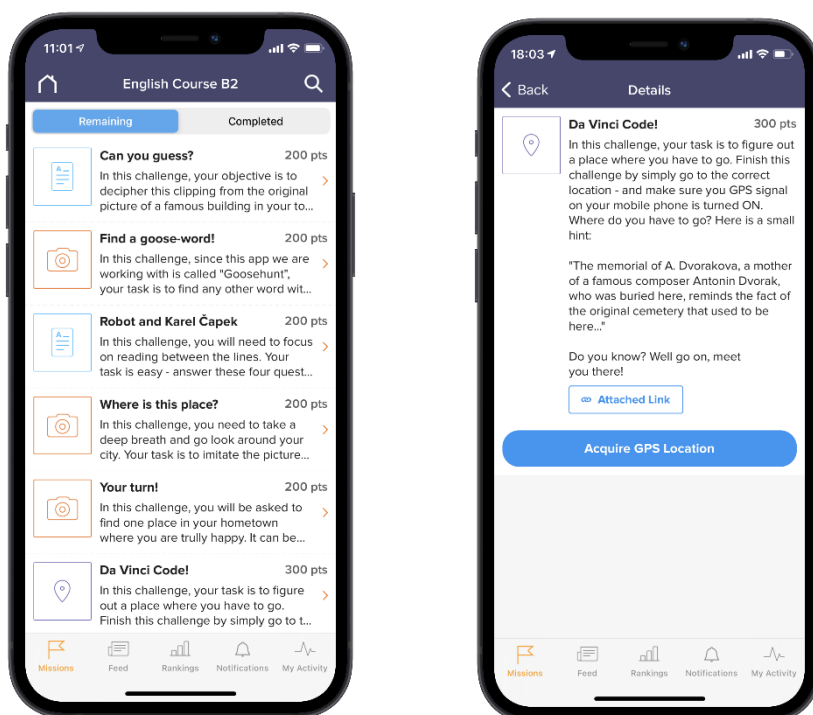 11:01
English Course B2
Remaining Completed
Can you guess? 200 pts
In this challenge, your objective is to
decipher this clipping from the original
picture of a famous building in your to...
Find a goose-word! 200 pts
In this challenge, since this app we are
working with is called "Goosehunt",
your task is to find any other word wit...
Robot and Karel Čapek 200 pts
In this challenge, you will need to focus
on reading between the lines. Your
task is easy - answer these four quest...
Where is this place? 200 pts
In this challenge, you need to take a
deep breath and go look around your
city. Your task is to imitate the picture...
Your turn! 200 pts
In this challenge, you will be asked to
find one place in your hometown
where you are trully happy. It can be...
Da Vinci Code! 300 pts
In this challenge, your task is to figure
out a place where you have to go.
Finish this challenge by simply go to t...
Missions Feed Rankings Notifications My Activity
18:03
Back Details
Da Vinci Code! 300 pts
In this challenge, your task is to figure out
a place where you have to go. Finish this
challenge by simply go to the correct
location - and make sure you GPS signal
on your mobile phone is turned ON.
Where do you have to go? Here is a small
hint:
"The memorial of A. Dvorakova, a mother
of a famous composer Antonin Dvorak,
who was buried here, reminds the fact of
the original cemetery that used to be
here..."
Do you know? Well go on, meet
you there!
Attached Link
Acquire GPS Location
Missions Feed Rankings Notifications My Activity